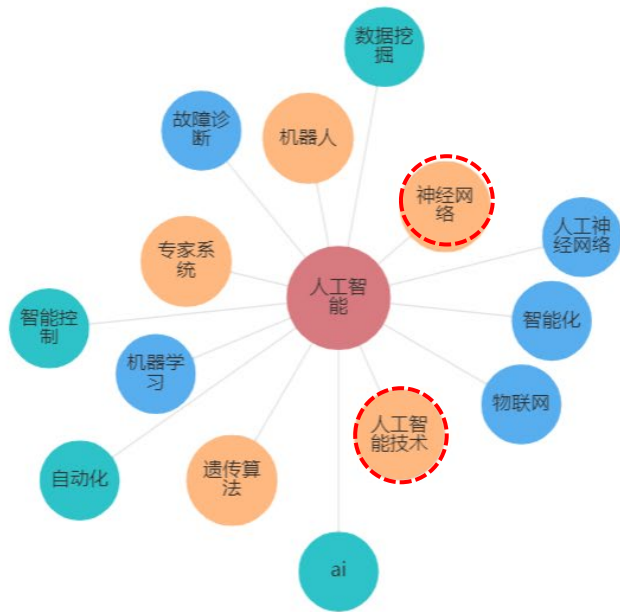 数据挖
掘
故障诊
断
机器人
神经网
络
人工神
经网络
专家系
统
人工智
能
智能控
制
智能化
机器学
习
物联网
人工智
能技术
自动化
遗传算
法
ai